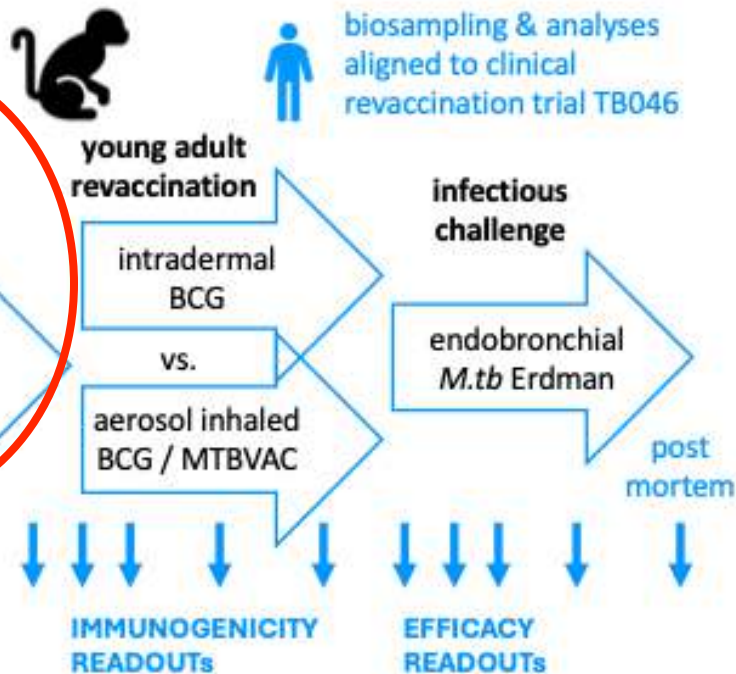 biosampling & analyses
aligned to clinical
revaccination trial TB046
young adult
revaccination
infectious
challenge
intradermal
BCG
vs.
aerosol inhaled
BCG / MTBVAC
endobronchial
M.tb Erdman
post
mortem
IMMUNOGENICITY
READOUTs
EFFICACY
READOUTs